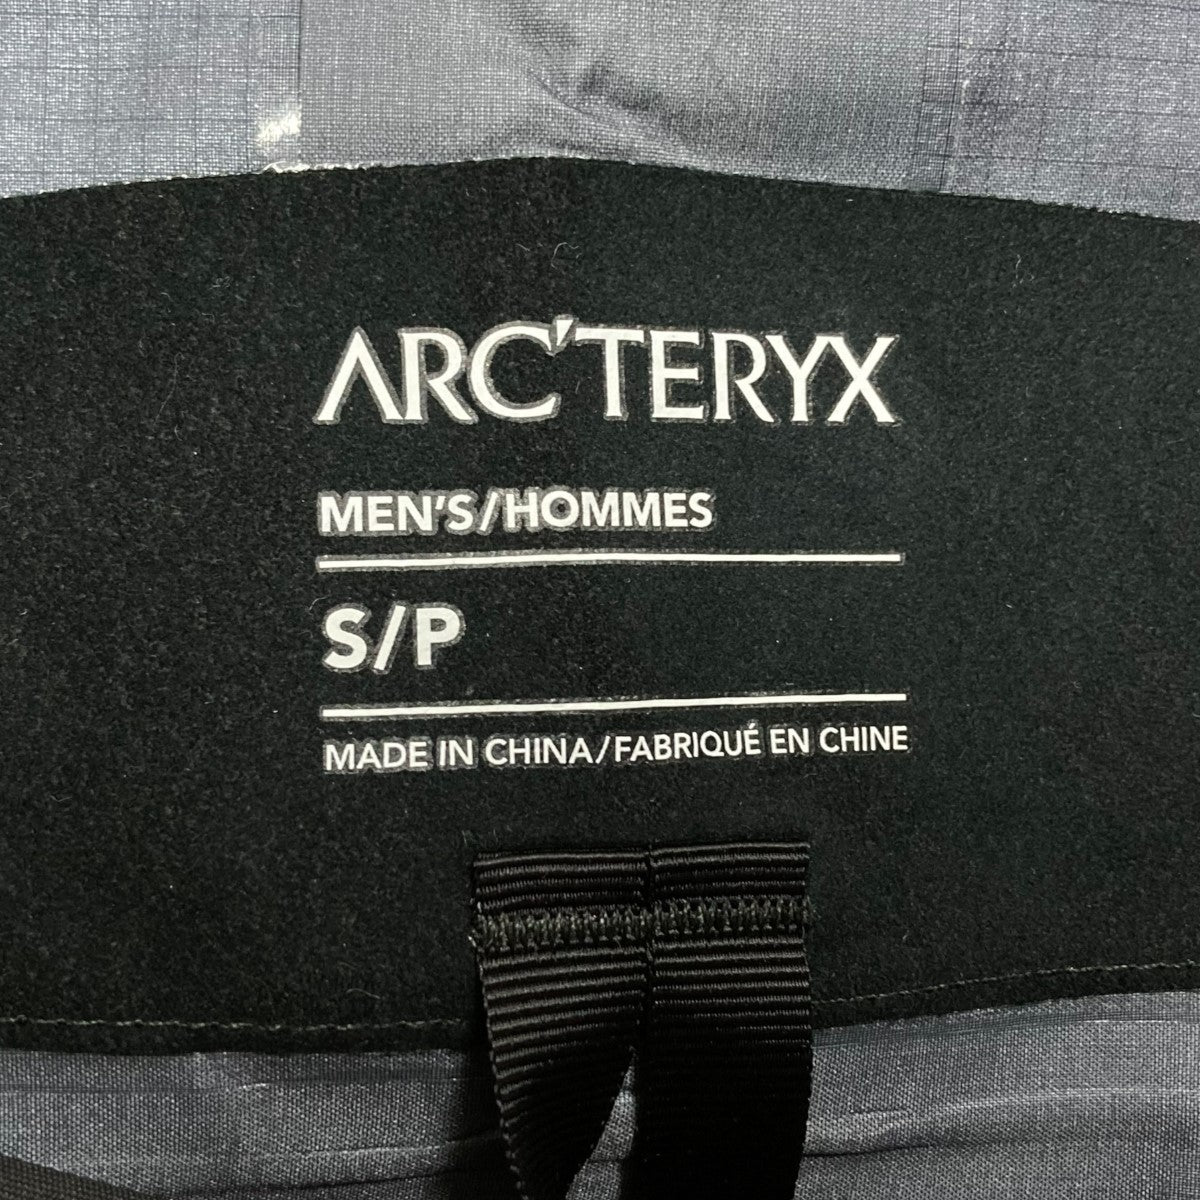 ARC'TERYX
MEN'S/HOMMES
S/P
MADE IN CHINA/FABRIQUÉ EN CHINE